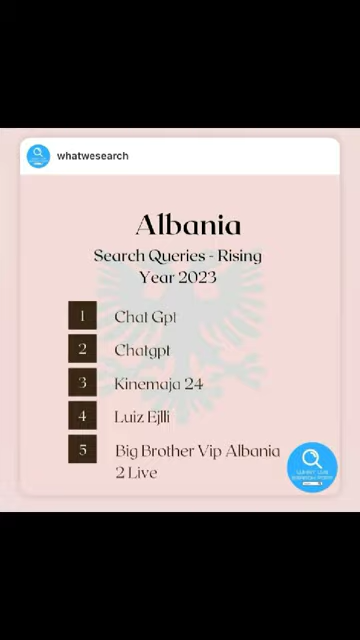 whatwesearch
Albania
Search Queries - Rising
Year 2023
1 Chat Gpt
2 Chatgpt
3 Kinemaja 24
4 Luiz Ejlli
5 Big Brother Vip Albania
2 Live